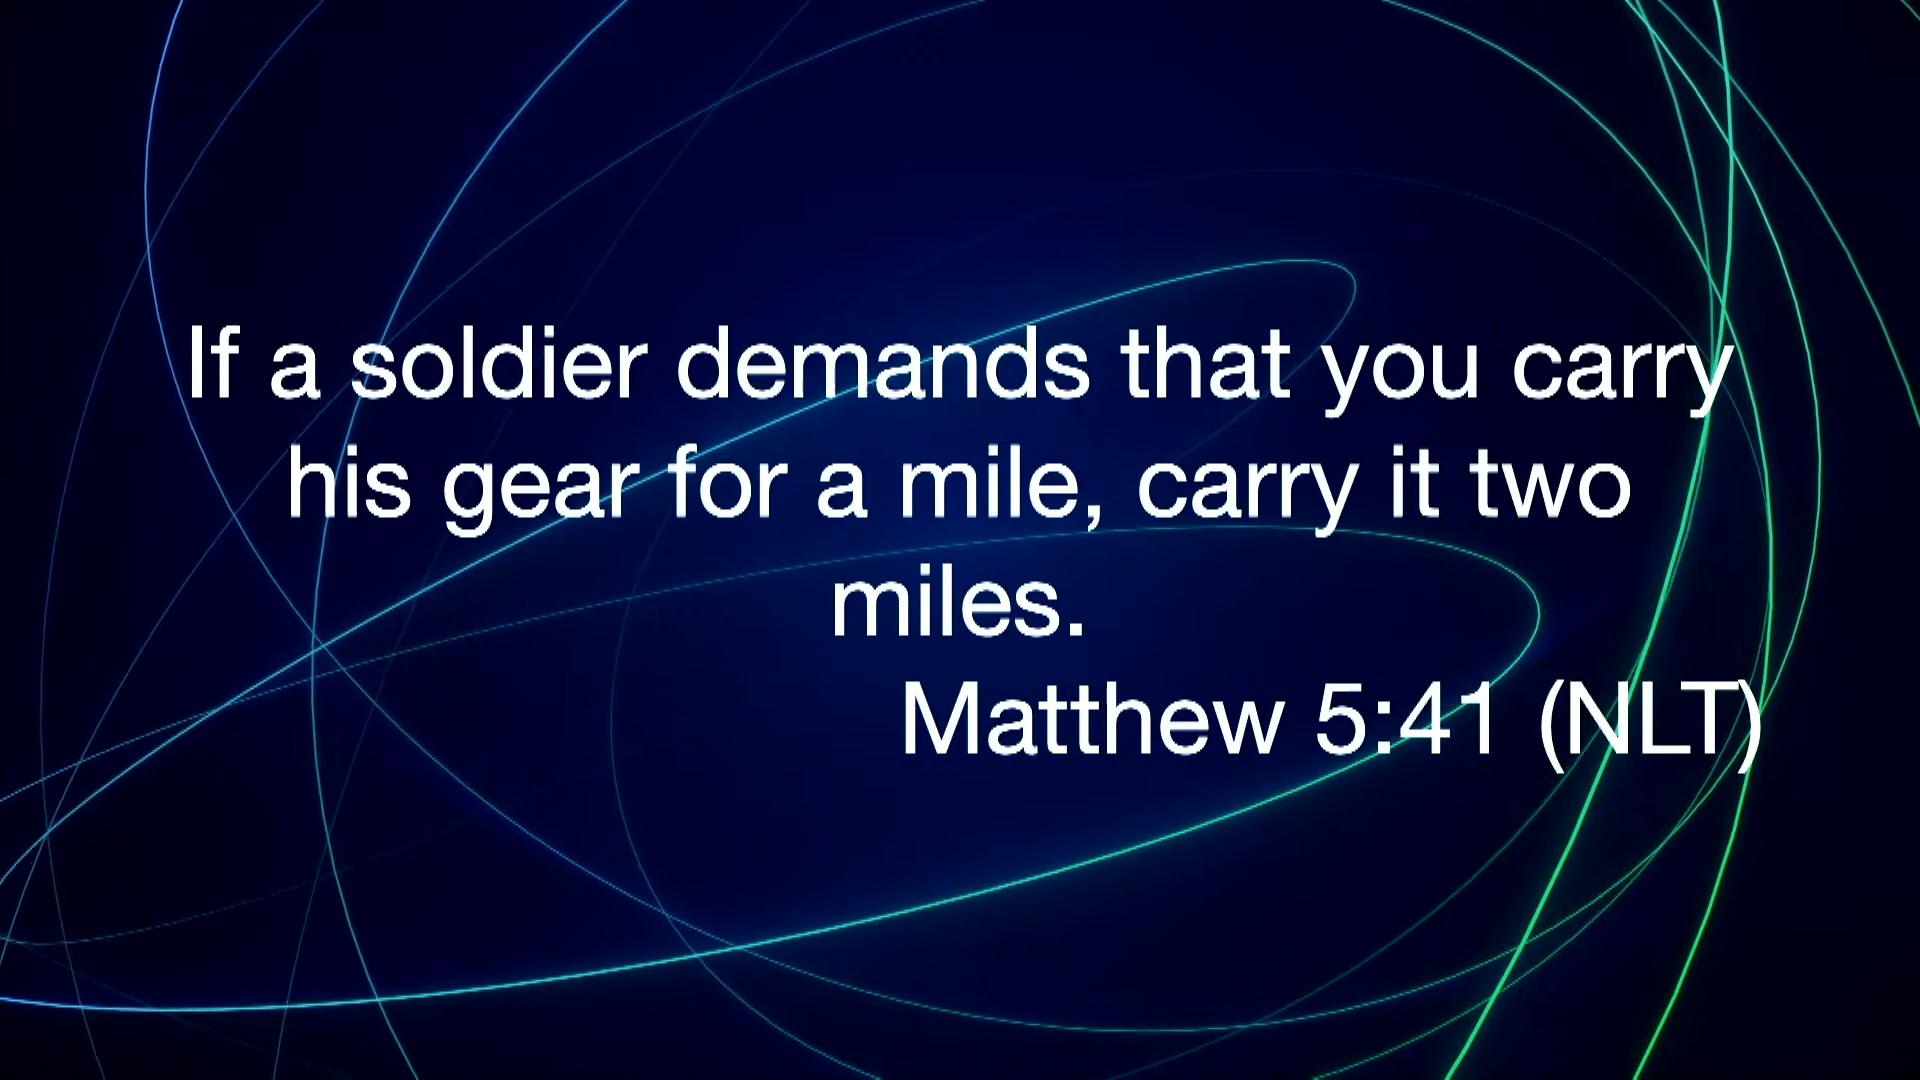 If a soldier demands that you carry
his gear for a mile, carry it two
miles.
Matthew 5:41 (NLT)